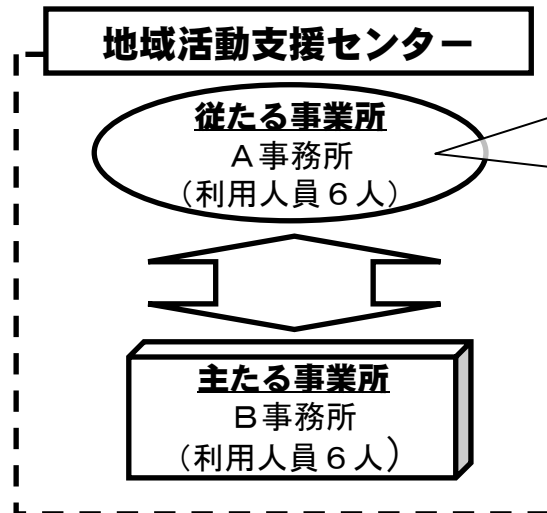 地域活動支援センター
従たる事業所
A事務所
(利用人員6人)
主たる事業所
B事務所
(利用人員6人)